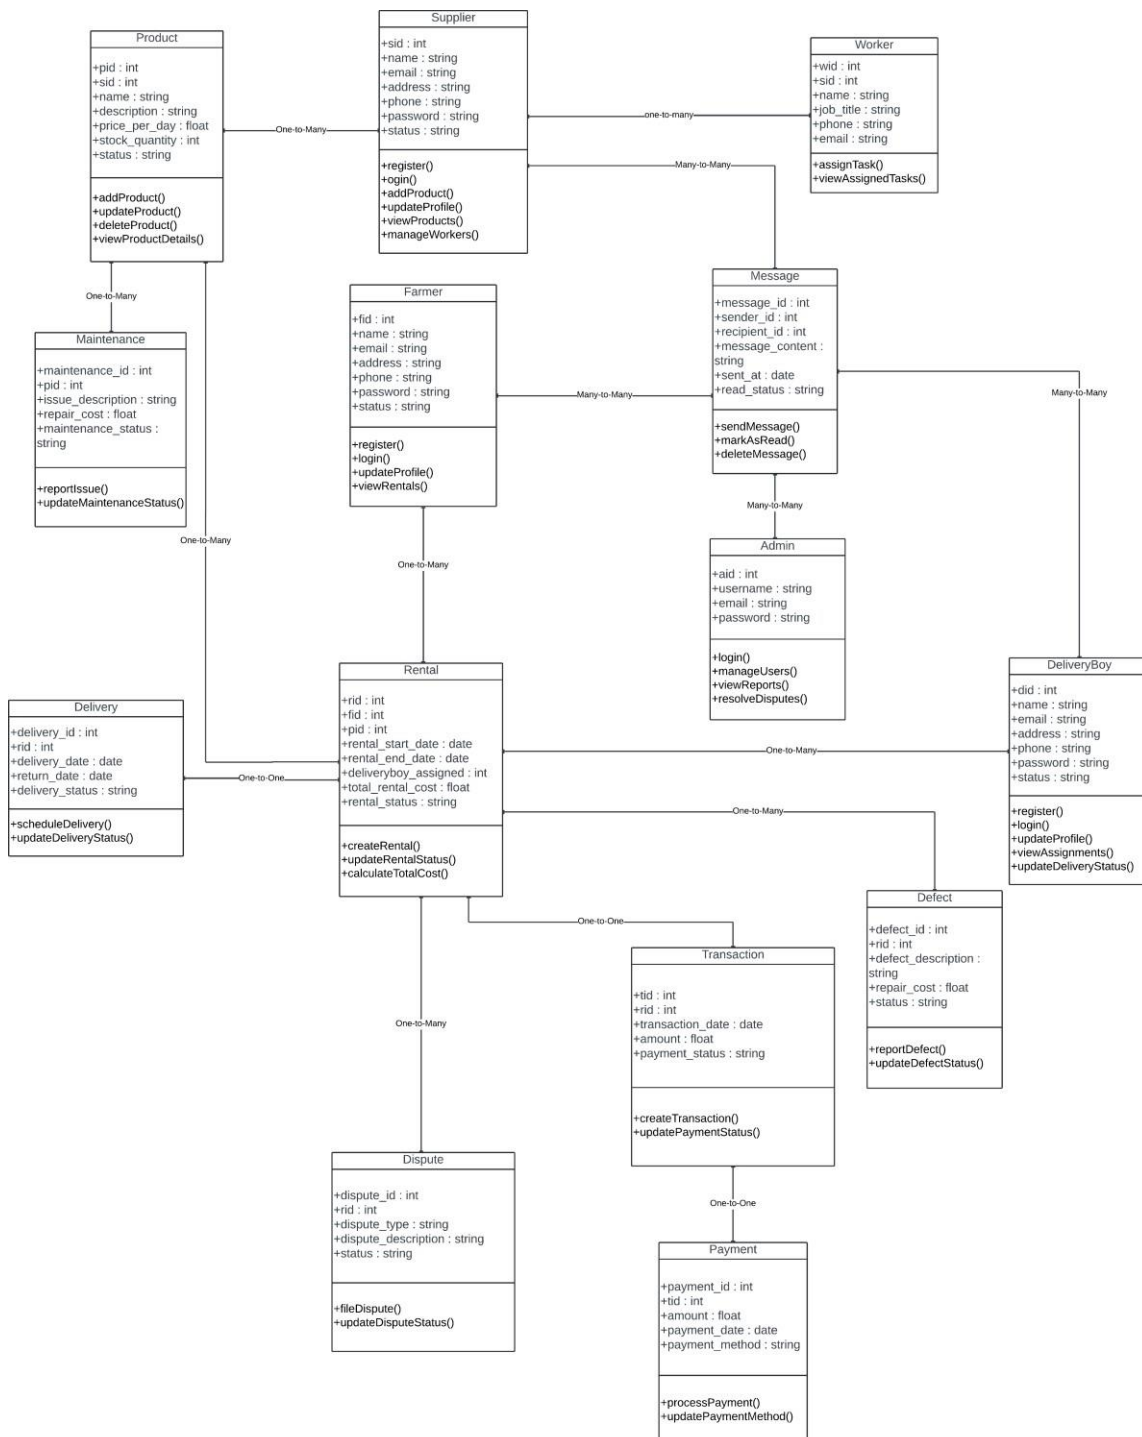 Supplier
+sid : int
+name : string
+email : string
+address : string
+phone : string
+password : string
+status : string
+register()
+ogin()
+addProduct()
+updateProfile()
+viewProducts()
+manageWorkers()
Product
+pid : int
+sid : int
+name : string
+description : string
+price_per_day : float
+stock_quantity : int
+status : string
+addProduct()
+updateProduct()
+deleteProduct()
+viewProductDetails()
One-to-Many
Worker
+wid : int
+sid : int
+name : string
+job_title : string
+phone : string
+email : string
+assignTask()
+viewAssignedTasks()
one-to-many
Many-to-Many
One-to-Many
Maintenance
+maintenance_id : int
+pid : int
+issue_description : string
+repair_cost : float
+maintenance_status :
string
+reportIssue()
+updateMaintenanceStatus()
One-to-Many
Farmer
+fid : int
+name : string
+email : string
+address : string
+phone : string
+password : string
+status : string
+register()
+login()
+updateProfile()
+viewRentals()
Many-to-Many
Message
+message_id : int
+sender_id : int
+recipient_id : int
+message_content :
string
+sent_at : date
+read_status : string
+sendMessage()
+markAsRead()
+deleteMessage()
Many-to-Many
Many-to-Many
One-to-Many
Admin
+aid : int
+username : string
+email : string
+password : string
+login()
+manageUsers()
+viewReports()
+resolveDisputes()
Rental
+rid : int
+fid : int
+pid : int
+rental_start_date : date
+rental_end_date : date
+deliveryboy_assigned : int
+total_rental_cost : float
+rental_status : string
+createRental()
+updateRentalStatus()
+calculateTotalCost()
Delivery
+delivery_id : int
+rid : int
+delivery_date : date
+return_date : date
+delivery_status : string
+scheduleDelivery()
+updateDeliveryStatus()
One-to-One
One-to-Many
DeliveryBoy
+did : int
+name : string
+email : string
+address : string
+phone : string
+password : string
+status : string
+register()
+login()
+updateProfile()
+viewAssignments()
+updateDeliveryStatus()
One-to-Many
Defect
+defect_id : int
+rid : int
+defect_description :
string
+repair_cost : float
+status : string
+reportDefect()
+updateDefectStatus()
One-to-One
Transaction
+tid : int
+rid : int
+transaction_date : date
+amount : float
+payment_status : string
+createTransaction()
+updatePaymentStatus()
One-to-Many
Dispute
+dispute_id : int
+rid : int
+dispute_type : string
+dispute_description : string
+status : string
+fileDispute()
+updateDisputeStatus()
One-to-One
Payment
+payment_id : int
+tid : int
+amount : float
+payment_date : date
+payment_method : string
+processPayment()
+updatePaymentMethod()